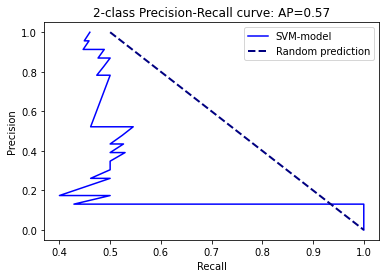 2-class Precision-Recall curve: AP=0.57
SVM-model
Random prediction
Precision
1.0
0.8
0.6
0.4
0.2
0.0
0.4 0.5 0.6 0.7 0.8 0.9 1.0
Recall